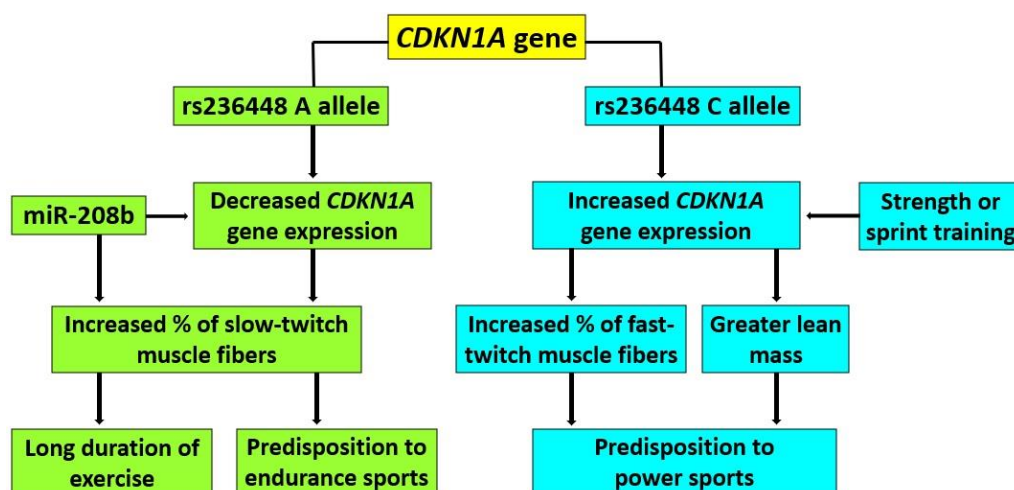 CDKN1A gene
rs236448 A allele
rs236448 C allele
miR-208b
Decreased CDKN1A
gene expression
Increased CDKN1A
gene expression
Strength or
sprint training
Increased % of slow-twitch
muscle fibers
Increased % of fast-
twitch muscle fibers
Greater lean
mass
Long duration of
exercise
Predisposition to
endurance sports
Predisposition to
power sports